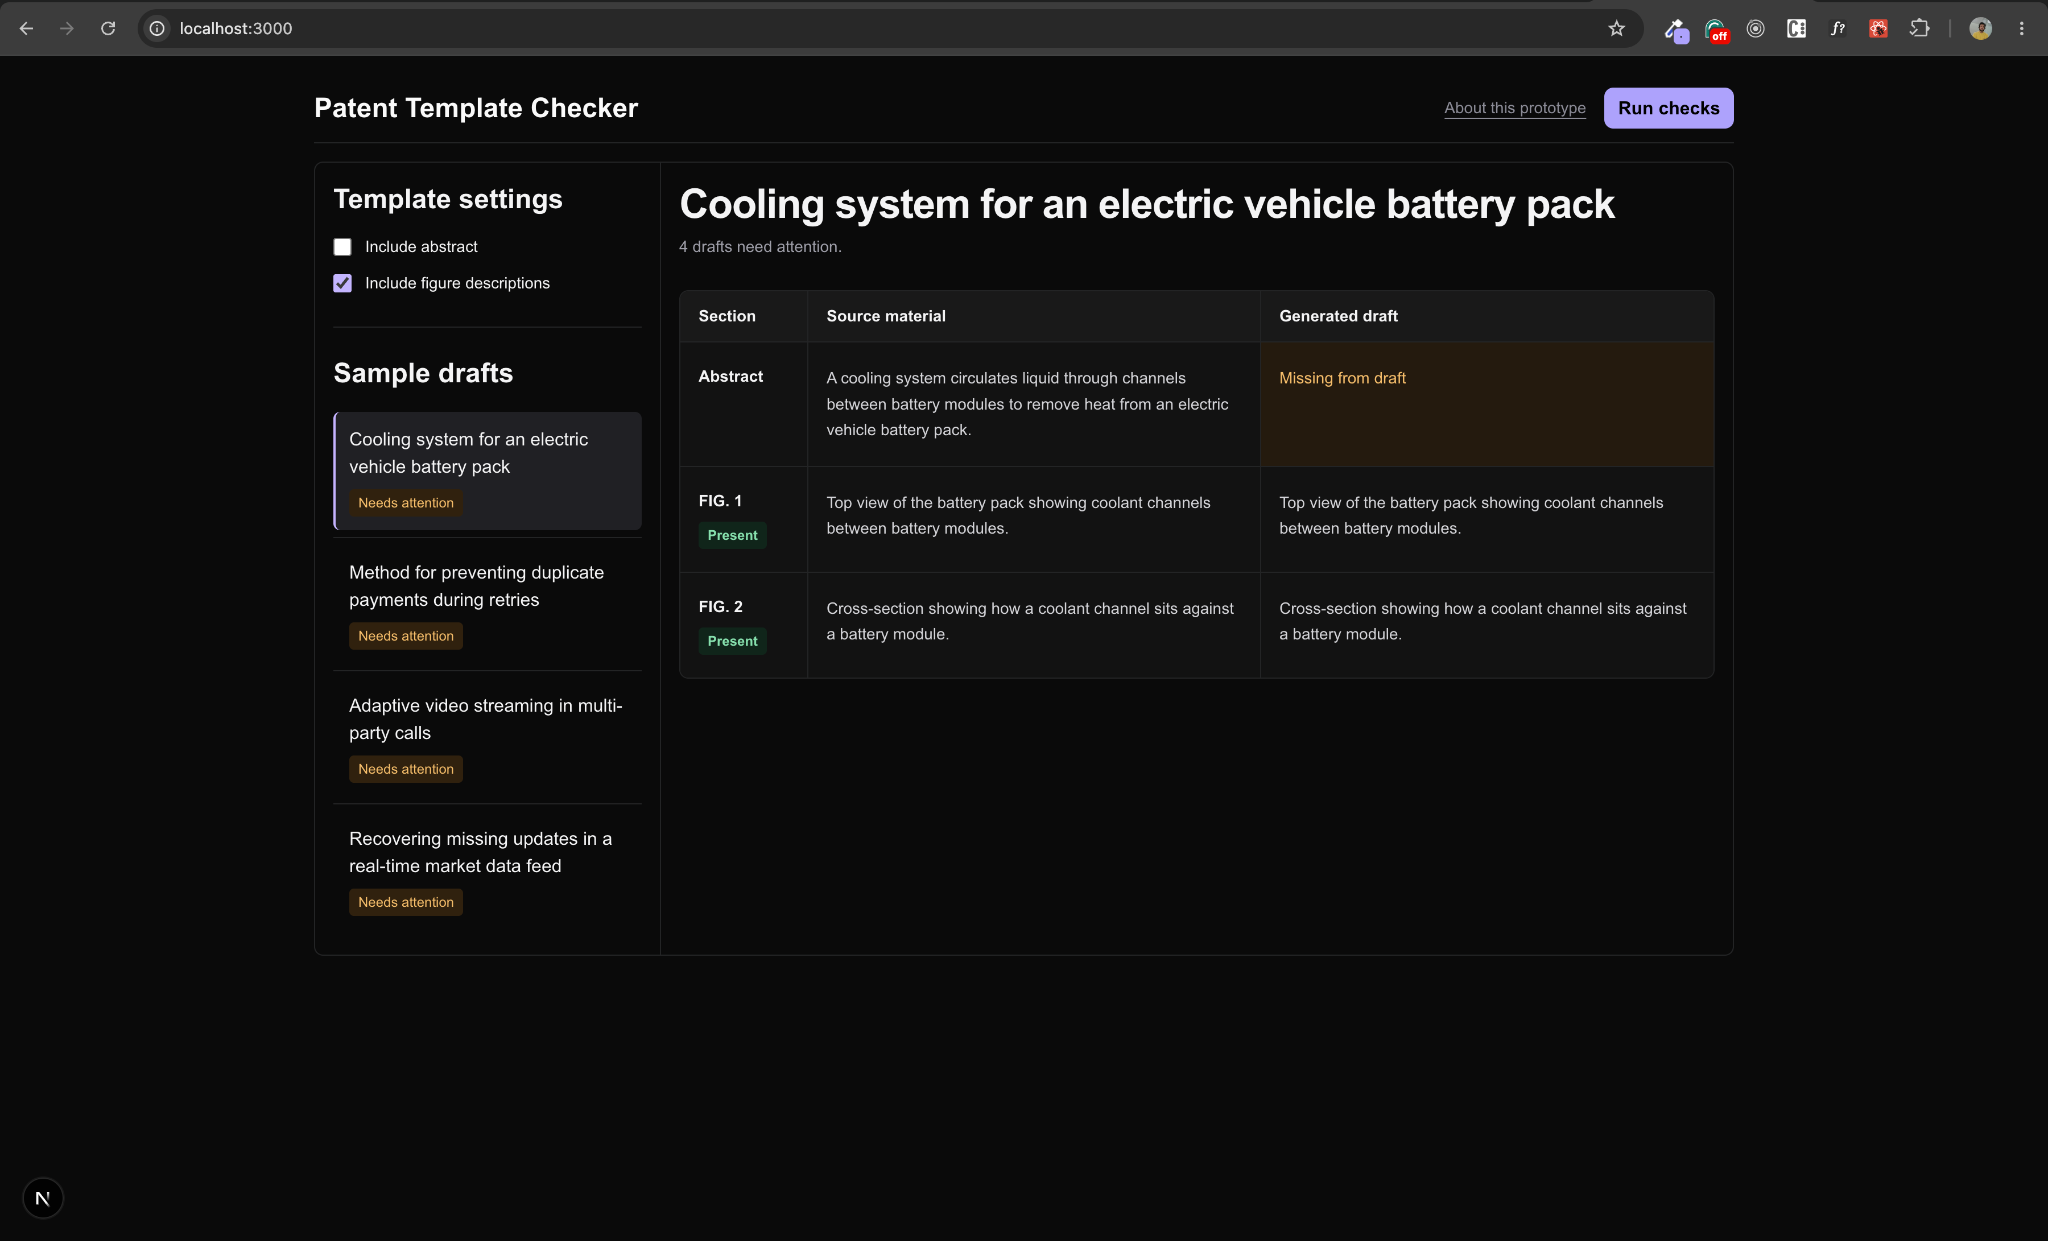 localhost:3000
off
f?
Patent Template Checker
About this prototype
Run checks
Template settings
Include abstract
Include figure descriptions
Sample drafts
Cooling system for an electric
vehicle battery pack
Needs attention
Method for preventing duplicate
payments during retries
Needs attention
Adaptive video streaming in multi-
party calls
Needs attention
Recovering missing updates in a
real-time market data feed
Needs attention
Cooling system for an electric vehicle battery pack
4 drafts need attention.
Section
Source material
Generated draft
Abstract
A cooling system circulates liquid through channels
between battery modules to remove heat from an electric
vehicle battery pack.
Missing from draft
FIG. 1
Present
Top view of the battery pack showing coolant channels
between battery modules.
Top view of the battery pack showing coolant channels
between battery modules.
FIG. 2
Present
Cross-section showing how a coolant channel sits against
a battery module.
Cross-section showing how a coolant channel sits against
a battery module.
N